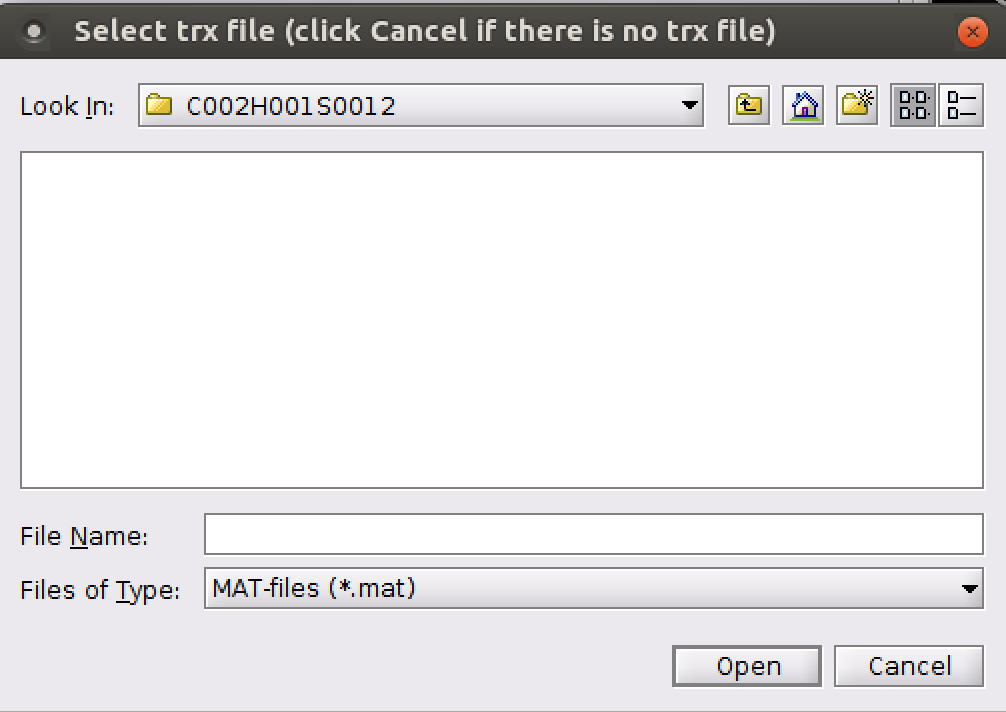 Select trx file (click Cancel if there is no trx file)
Look In: C002H001S0012
File Name:
Files of Type: MAT-files (*.mat)
Open Cancel